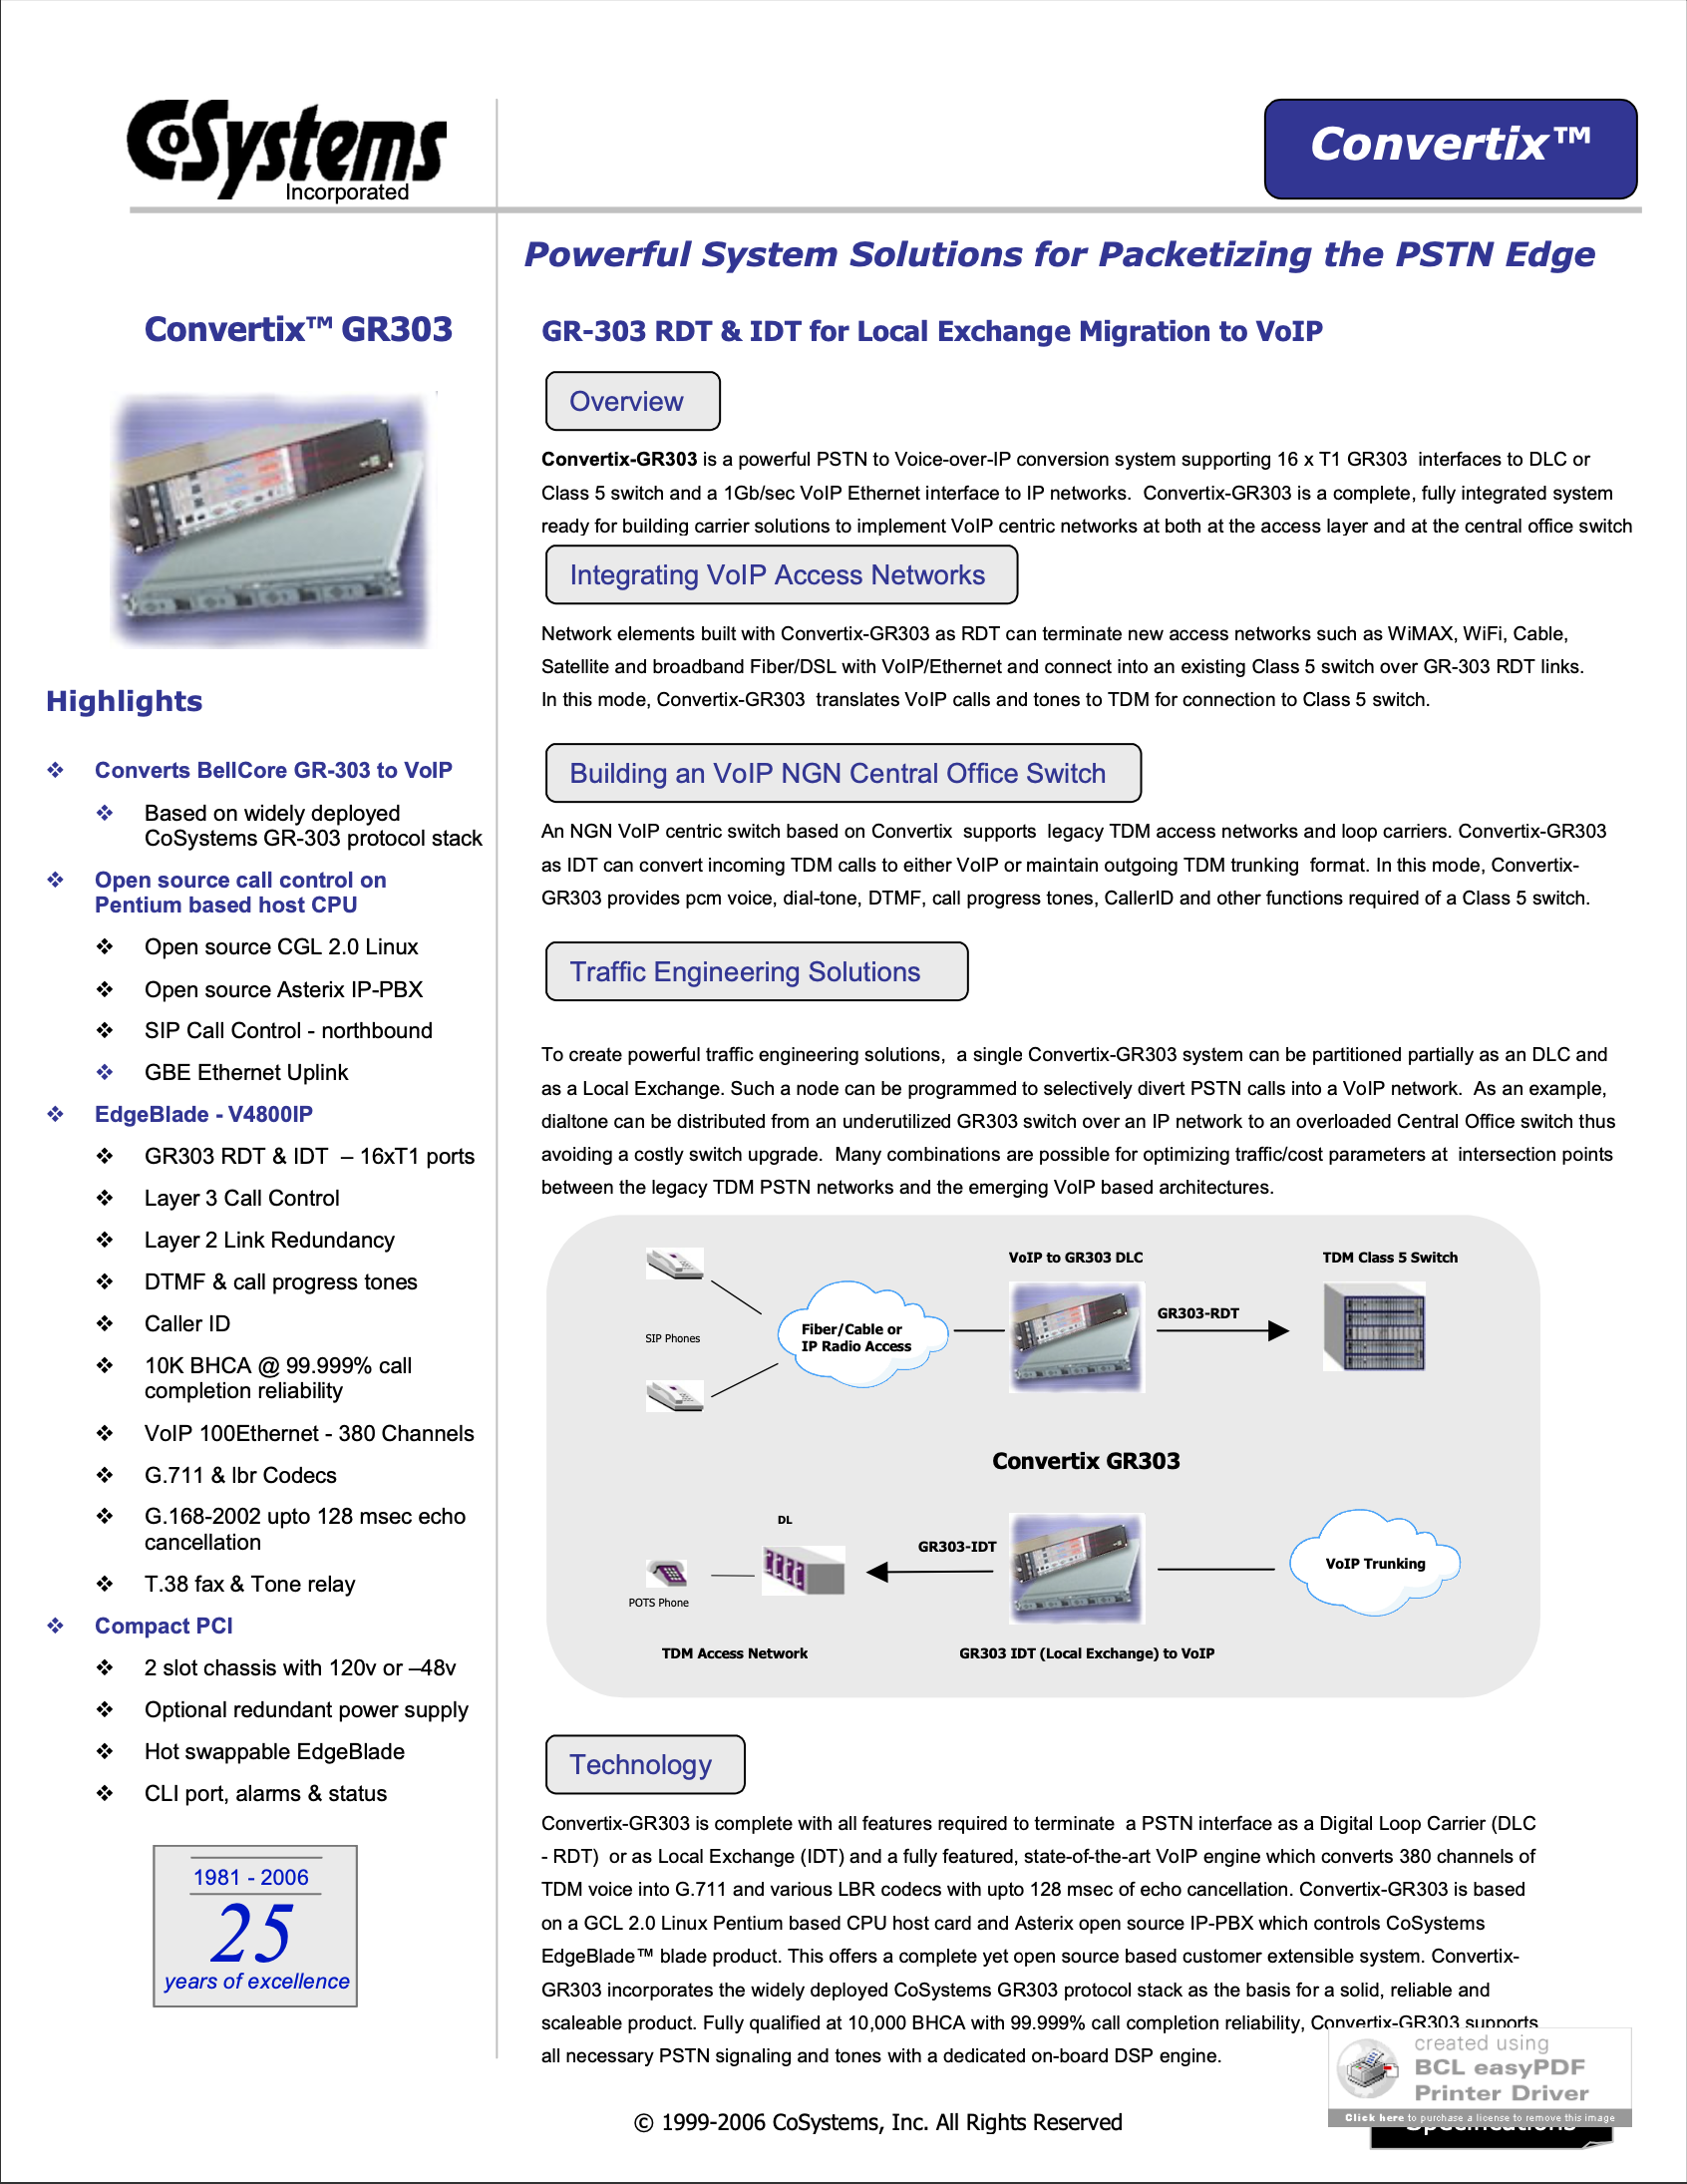 CoSystems
Incorporated
Convertix™
Powerful System Solutions for Packetizing the PSTN Edge
Convertix™ GR303
Highlights
❖ Converts BellCore GR-303 to VoIP
❖ Based on widely deployed
CoSystems GR-303 protocol stack
❖ Open source call control on
Pentium based host CPU
❖ Open source CGL 2.0 Linux
❖ Open source Asterix IP-PBX
❖ SIP Call Control - northbound
❖ GBE Ethernet Uplink
❖ EdgeBlade - V4800IP
❖ GR303 RDT & IDT – 16xT1 ports
❖ Layer 3 Call Control
❖ Layer 2 Link Redundancy
❖ DTMF & call progress tones
❖ Caller ID
❖ 10K BHCA @ 99.999% call
completion reliability
❖ VoIP 100Ethernet - 380 Channels
❖ G.711 & lbr Codecs
❖ G.168-2002 upto 128 msec echo
cancellation
❖ T.38 fax & Tone relay
❖ Compact PCI
❖ 2 slot chassis with 120v or –48v
❖ Optional redundant power supply
❖ Hot swappable EdgeBlade
❖ CLI port, alarms & status
1981 - 2006
25
years of excellence
GR-303 RDT & IDT for Local Exchange Migration to VoIP
Overview
Convertix-GR303 is a powerful PSTN to Voice-over-IP conversion system supporting 16 x T1 GR303 interfaces to DLC or
Class 5 switch and a 1Gb/sec VoIP Ethernet interface to IP networks. Convertix-GR303 is a complete, fully integrated system
ready for building carrier solutions to implement VoIP centric networks at both at the access layer and at the central office switch
Integrating VoIP Access Networks
Network elements built with Convertix-GR303 as RDT can terminate new access networks such as WiMAX, WiFi, Cable,
Satellite and broadband Fiber/DSL with VoIP/Ethernet and connect into an existing Class 5 switch over GR-303 RDT links.
In this mode, Convertix-GR303 translates VoIP calls and tones to TDM for connection to Class 5 switch.
Building an VoIP NGN Central Office Switch
An NGN VoIP centric switch based on Convertix supports legacy TDM access networks and loop carriers. Convertix-GR303
as IDT can convert incoming TDM calls to either VoIP or maintain outgoing TDM trunking format. In this mode, Convertix-
GR303 provides pcm voice, dial-tone, DTMF, call progress tones, CallerID and other functions required of a Class 5 switch.
Traffic Engineering Solutions
To create powerful traffic engineering solutions, a single Convertix-GR303 system can be partitioned partially as an DLC and
as a Local Exchange. Such a node can be programmed to selectively divert PSTN calls into a VoIP network. As an example,
dialtone can be distributed from an underutilized GR303 switch over an IP network to an overloaded Central Office switch thus
avoiding a costly switch upgrade. Many combinations are possible for optimizing traffic/cost parameters at intersection points
between the legacy TDM PSTN networks and the emerging VoIP based architectures.
VoIP to GR303 DLC
TDM Class 5 Switch
GR303-RDT
SIP Phones
Fiber/Cable or
IP Radio Access
Convertix GR303
DL
GR303-IDT
VoIP Trunking
POTS Phone
TDM Access Network
GR303 IDT (Local Exchange) to VoIP
Technology
Convertix-GR303 is complete with all features required to terminate a PSTN interface as a Digital Loop Carrier (DLC
- RDT) or as Local Exchange (IDT) and a fully featured, state-of-the-art VoIP engine which converts 380 channels of
TDM voice into G.711 and various LBR codecs with upto 128 msec of echo cancellation. Convertix-GR303 is based
on a GCL 2.0 Linux Pentium based CPU host card and Asterix open source IP-PBX which controls CoSystems
EdgeBlade™ blade product. This offers a complete yet open source based customer extensible system. Convertix-
GR303 incorporates the widely deployed CoSystems GR303 protocol stack as the basis for a solid, reliable and
scaleable product. Fully qualified at 10,000 BHCA with 99.999% call completion reliability, Convertix-GR303 supports
all necessary PSTN signaling and tones with a dedicated on-board DSP engine.
© 1999-2006 CoSystems, Inc. All Rights Reserved
created using
BCL easyPDF
Printer Driver
Click here to purchase a license to remove this image
Specifications